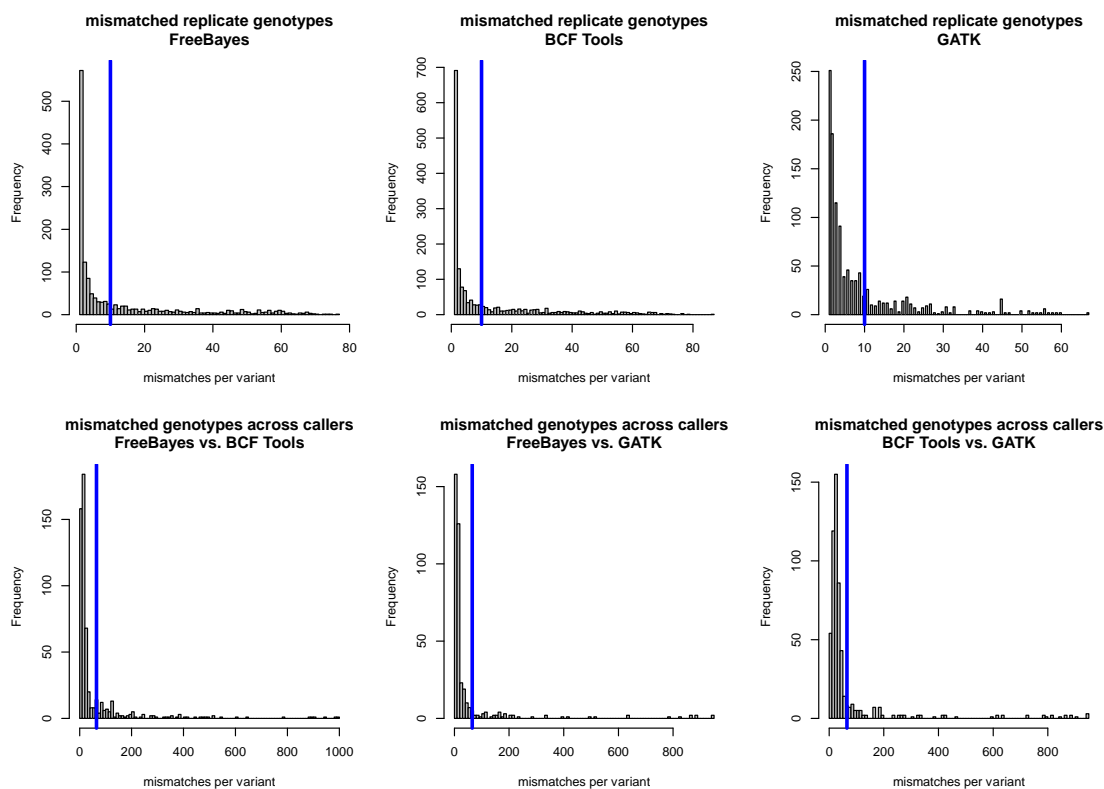 mismatched replicate genotypes
FreeBayes
Frequency
0 100 200 300 400 500
0 20 40 60 80
mismatches per variant
mismatched replicate genotypes
BCF Tools
Frequency
0 100 200 300 400 500 600 700
0 20 40 60 80
mismatches per variant
mismatched replicate genotypes
GATK
Frequency
0 50 100 150 200 250
0 10 20 30 40 50 60
mismatches per variant
mismatched genotypes across callers
FreeBayes vs. BCF Tools
Frequency
0 50 100 150
0 200 400 600 800 1000
mismatches per variant
mismatched genotypes across callers
FreeBayes vs. GATK
Frequency
0 50 100 150
0 200 400 600 800
mismatches per variant
mismatched genotypes across callers
BCF Tools vs. GATK
Frequency
0 50 100 150
0 200 400 600 800
mismatches per variant